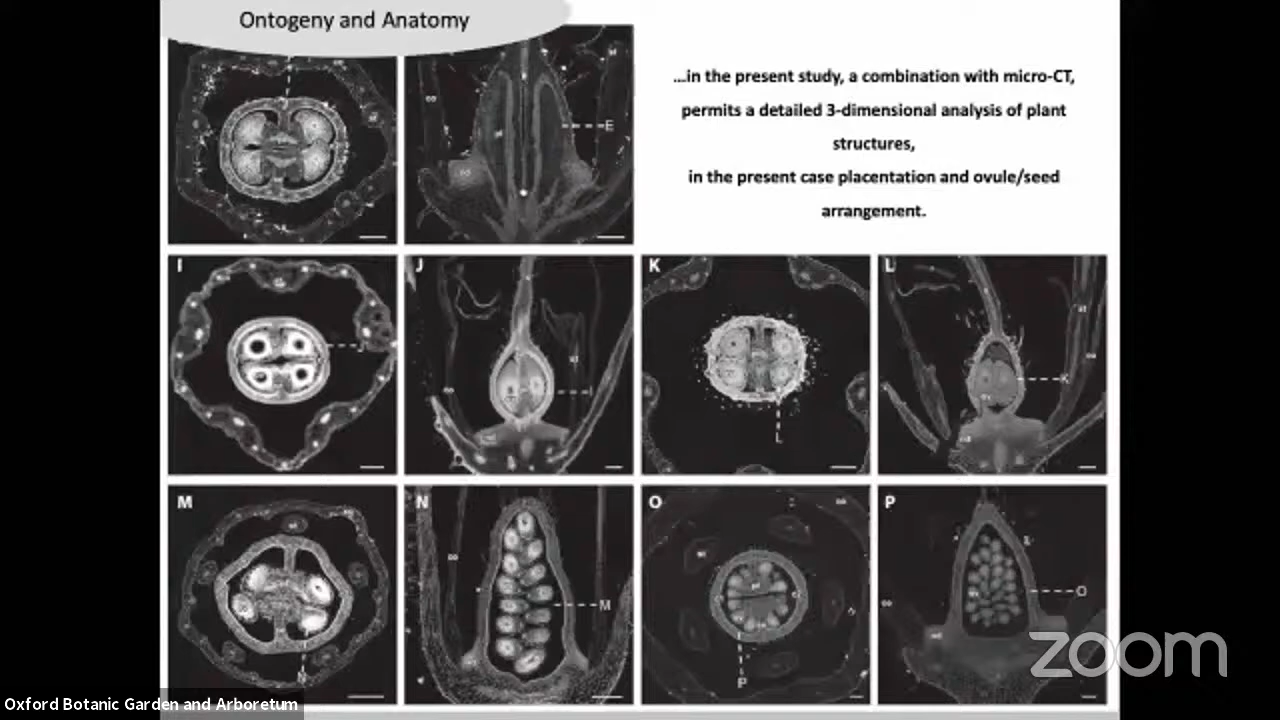 Ontogeny and Anatomy
...in the present study, a combination with micro-CT,
permits a detailed 3-dimensional analysis of plant
structures,
in the present case placentation and ovule/seed
arrangement.
E
I
J
K
L
K
L
M
N
O
P
M
O
N
P
zoom
Oxford Botanic Garden and Arboretum